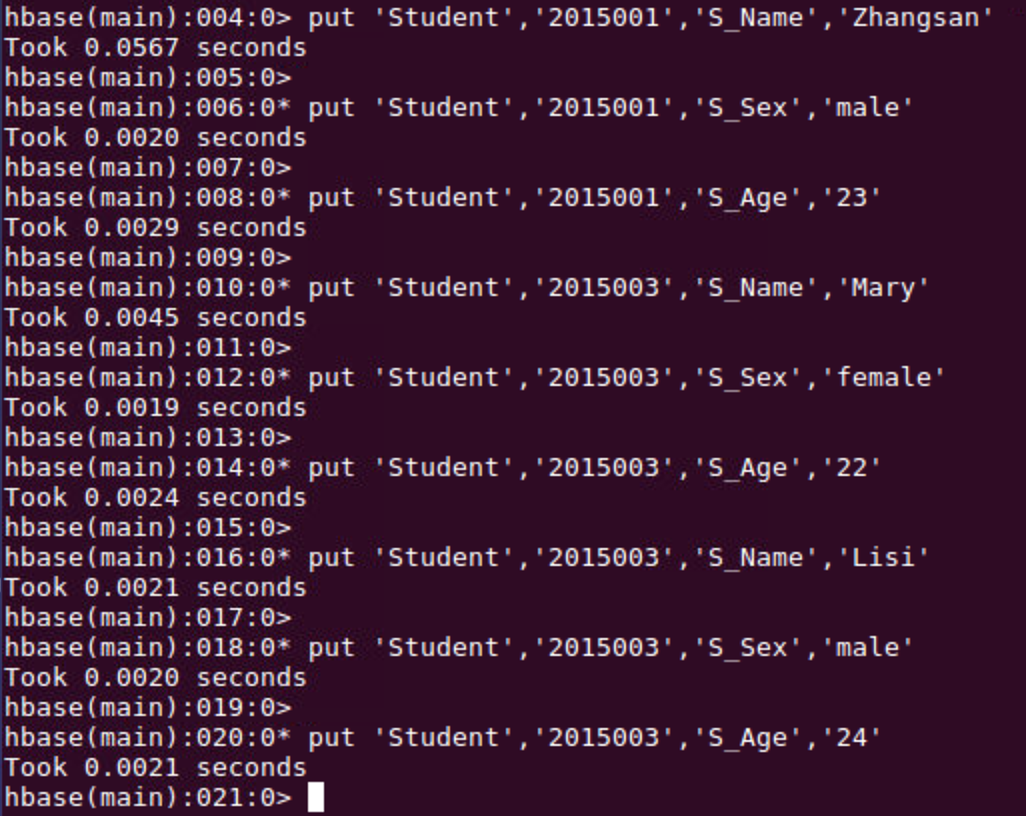 hbase(main):004:0> put 'Student','2015001','S_Name','Zhangsan'
Took 0.0567 seconds
hbase(main):005:0>
hbase(main):006:0* put 'Student','2015001','S_Sex','male'
Took 0.0020 seconds
hbase(main):007:0>
hbase(main):008:0* put 'Student','2015001','S_Age','23'
Took 0.0029 seconds
hbase(main):009:0>
hbase(main):010:0* put 'Student','2015003','S_Name','Mary'
Took 0.0045 seconds
hbase(main):011:0>
hbase(main):012:0* put 'Student','2015003','S_Sex','female'
Took 0.0019 seconds
hbase(main):013:0>
hbase(main):014:0* put 'Student','2015003','S_Age','22'
Took 0.0024 seconds
hbase(main):015:0>
hbase(main):016:0* put 'Student','2015003','S_Name','Lisi'
Took 0.0021 seconds
hbase(main):017:0>
hbase(main):018:0* put 'Student','2015003','S_Sex','male'
Took 0.0020 seconds
hbase(main):019:0>
hbase(main):020:0* put 'Student','2015003','S_Age','24'
Took 0.0021 seconds
hbase(main):021:0>